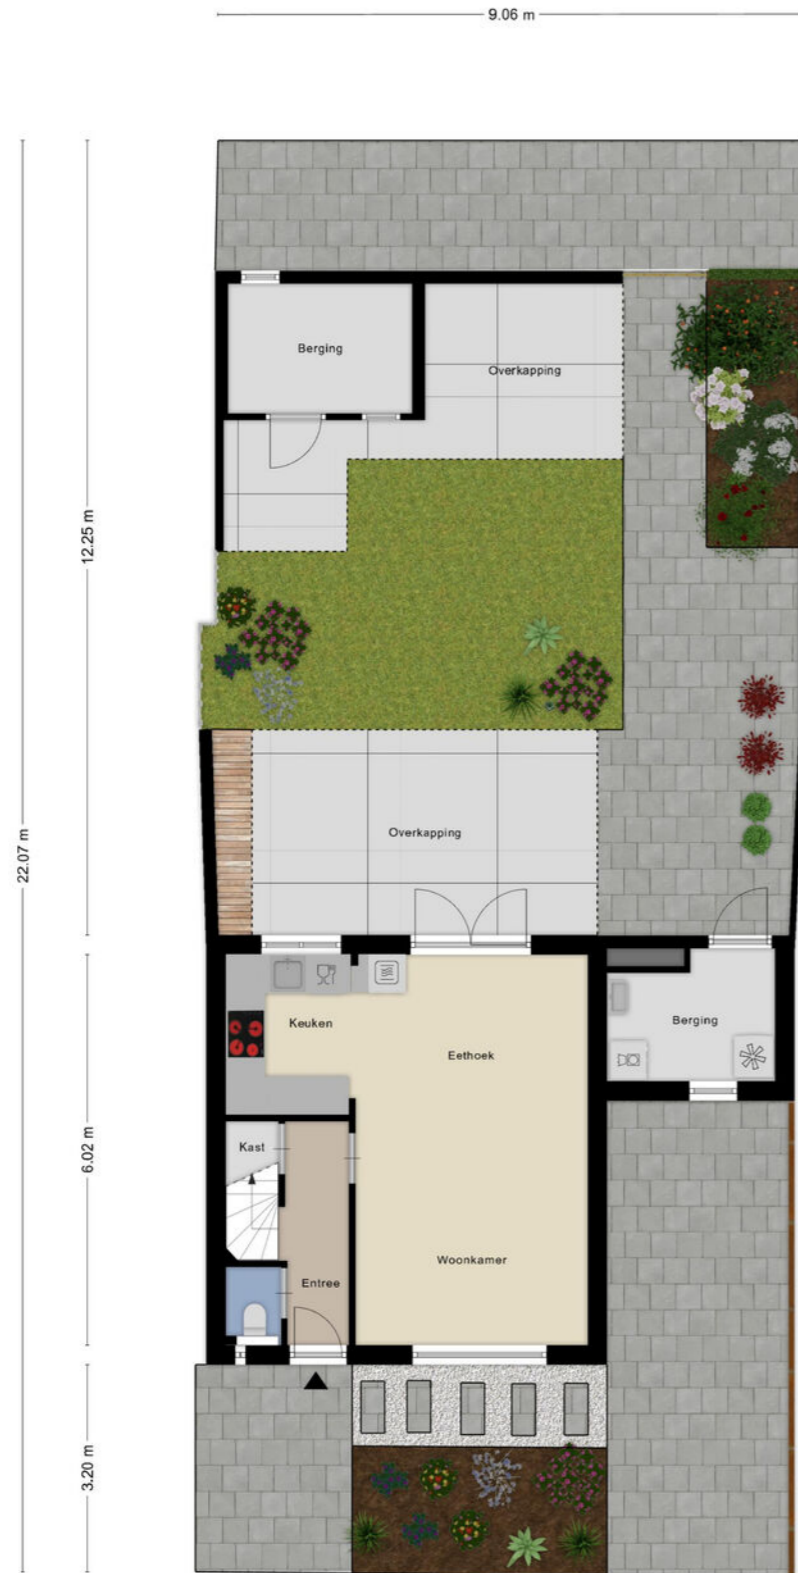 9.06 m
Berging
Overkapping
12.25 m
22.07 m
Overkapping
Keuken
Berging
Eethoek
6.02 m
Kast
Woonkamer
Entree
3.20 m